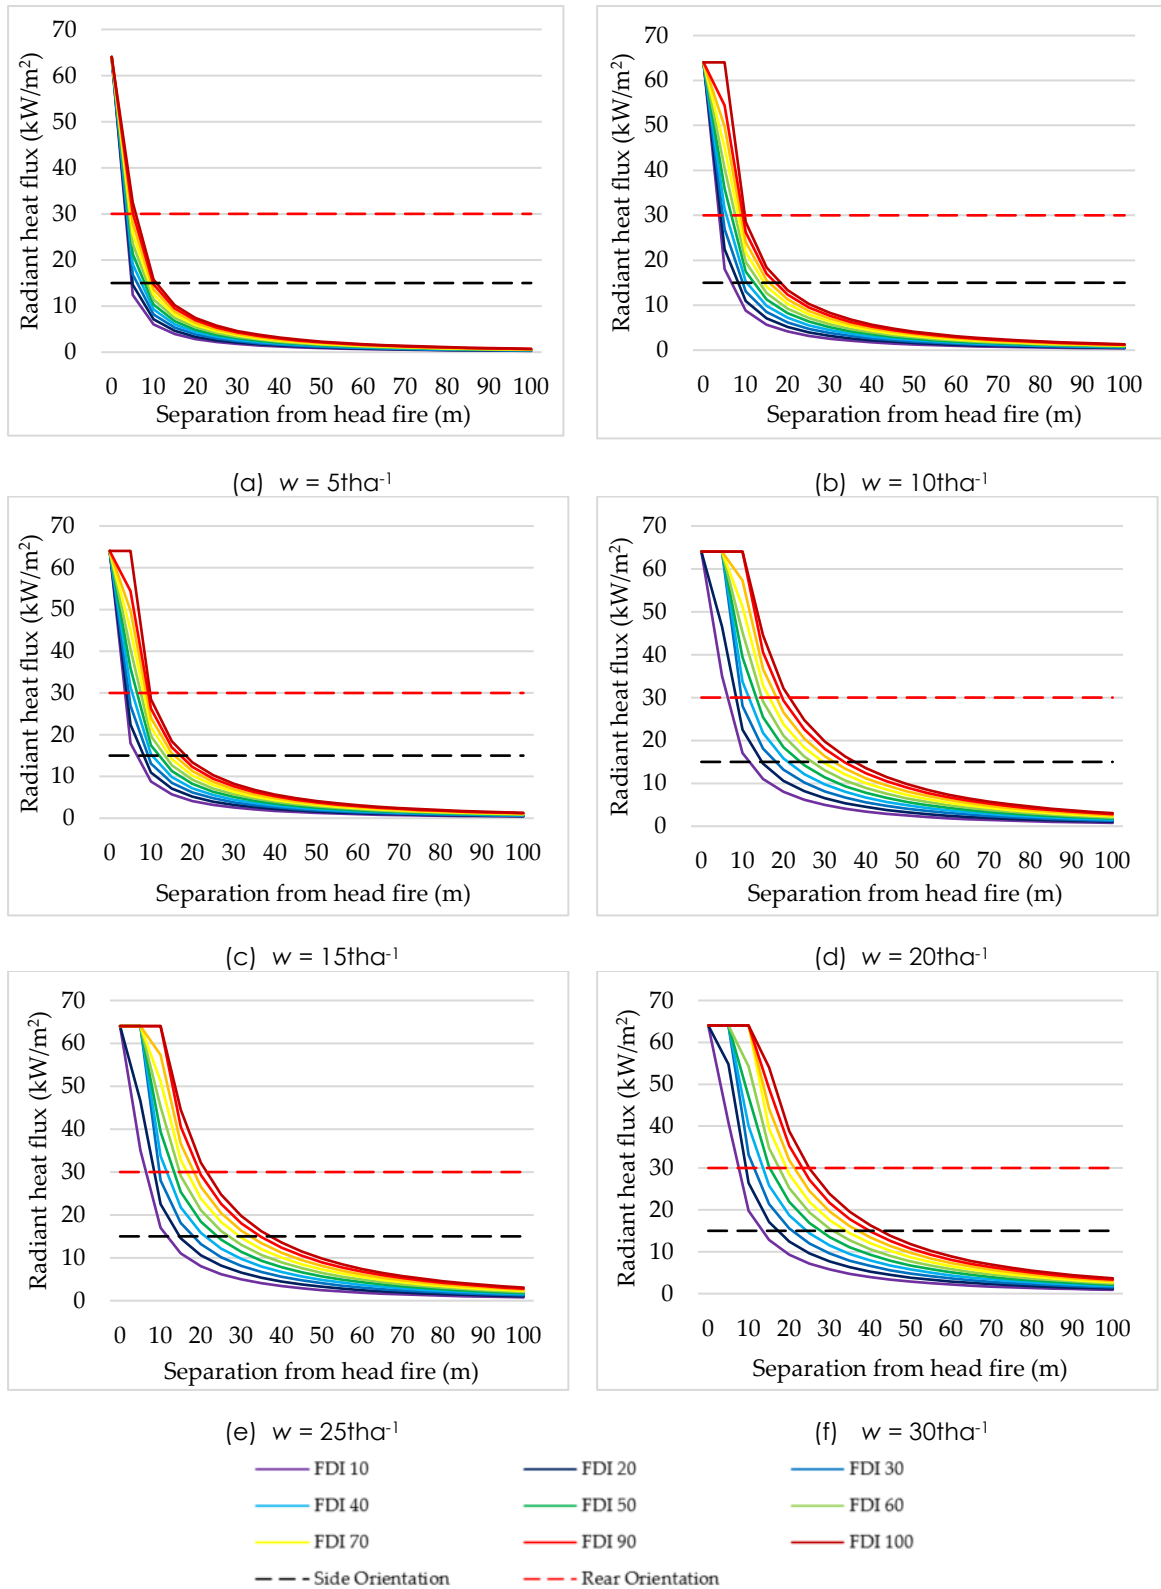 Radiant heat flux (kW/m²)
70
60
50
40
30
20
10
0
0 10 20 30 40 50 60 70 80 90 100
Separation from head fire (m)
(a) w = 5tha⁻¹
Radiant heat flux (kW/m²)
70
60
50
40
30
20
10
0
0 10 20 30 40 50 60 70 80 90 100
Separation from head fire (m)
(b) w = 10tha⁻¹
Radiant heat flux (kW/m²)
70
60
50
40
30
20
10
0
0 10 20 30 40 50 60 70 80 90 100
Separation from head fire (m)
(c) w = 15tha⁻¹
Radiant heat flux (kW/m²)
70
60
50
40
30
20
10
0
0 10 20 30 40 50 60 70 80 90 100
Separation from head fire (m)
(d) w = 20tha⁻¹
Radiant heat flux (kW/m²)
70
60
50
40
30
20
10
0
0 10 20 30 40 50 60 70 80 90 100
Separation from head fire (m)
(e) w = 25tha⁻¹
Radiant heat flux (kW/m²)
70
60
50
40
30
20
10
0
0 10 20 30 40 50 60 70 80 90 100
Separation from head fire (m)
(f) w = 30tha⁻¹
FDI 10 FDI 20 FDI 30
FDI 40 FDI 50 FDI 60
FDI 70 FDI 90 FDI 100
Side Orientation Rear Orientation